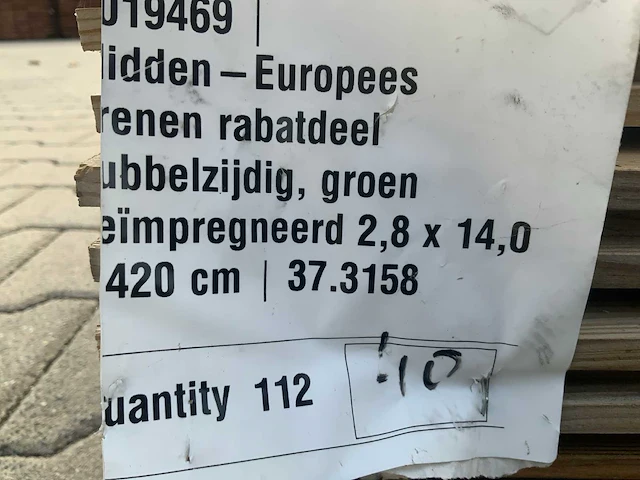 019469 |
idden – Europees
renen rabatdeel
ubbelzijdig, groen
eïmpregneerd 2,8 x 14,0
420 cm | 37.3158
uantity 112
10